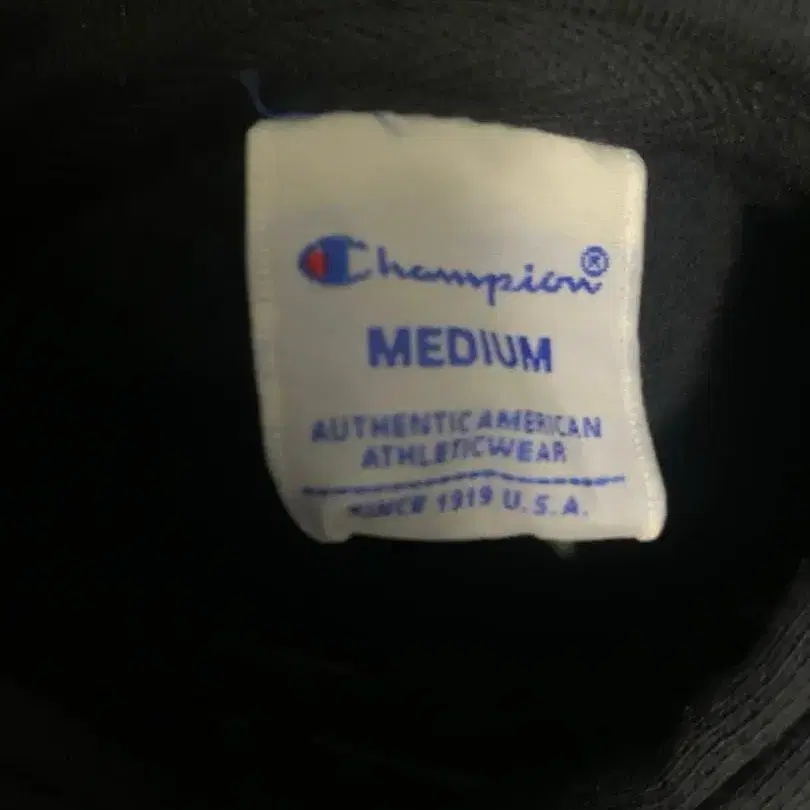 Champion®
MEDIUM
AUTHENTIC AMERICAN
ATHLETICWEAR
SINCE 1919 U.S.A.